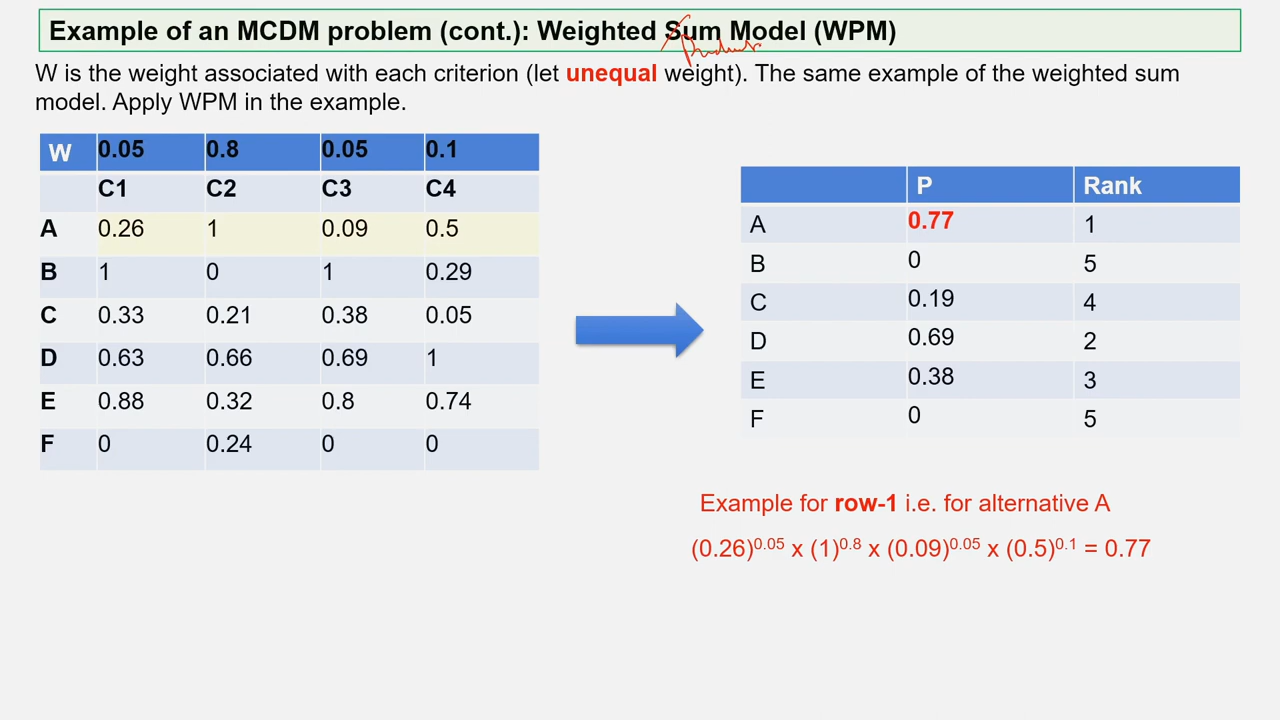 Example of an MCDM problem (cont.): Weighted Sum Model (WPM)
Product
W is the weight associated with each criterion (let unequal weight). The same example of the weighted sum
model. Apply WPM in the example.
W 0.05 0.8 0.05 0.1
C1 C2 C3 C4
A 0.26 1 0.09 0.5
B 1 0 1 0.29
C 0.33 0.21 0.38 0.05
D 0.63 0.66 0.69 1
E 0.88 0.32 0.8 0.74
F 0 0.24 0 0
P Rank
A 0.77 1
B 0 5
C 0.19 4
D 0.69 2
E 0.38 3
F 0 5
Example for row-1 i.e. for alternative A
(0.26)^0.05 x (1)^0.8 x (0.09)^0.05 x (0.5)^0.1 = 0.77